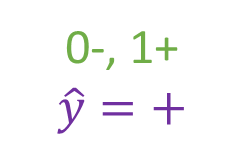 0-, 1+
ŷ = +